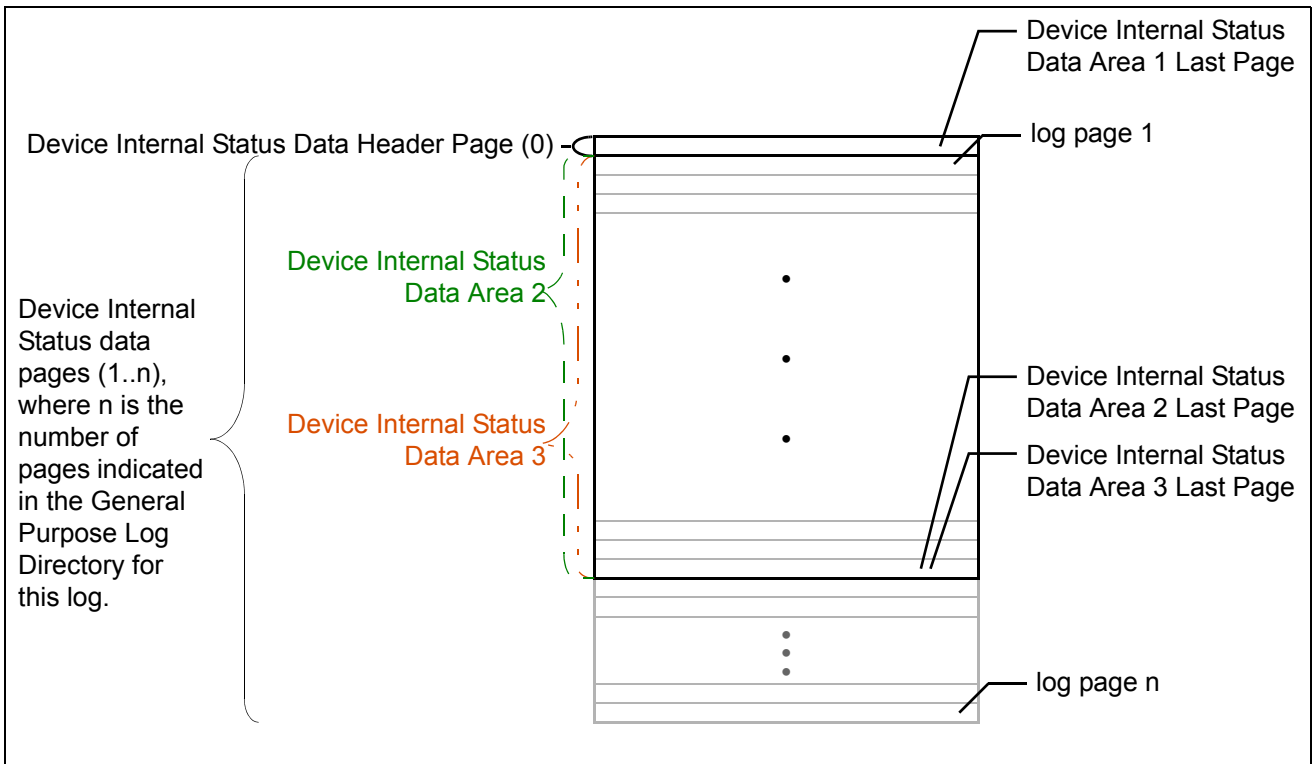 Device Internal Status
Data Area 1 Last Page
Device Internal Status Data Header Page (0)
log page 1
Device Internal Status
Data Area 2
Device Internal
Status data
pages (1..n),
where n is the
number of
pages indicated
in the General
Purpose Log
Directory for
this log.
Device Internal Status
Data Area 3
Device Internal Status
Data Area 2 Last Page
Device Internal Status
Data Area 3 Last Page
log page n